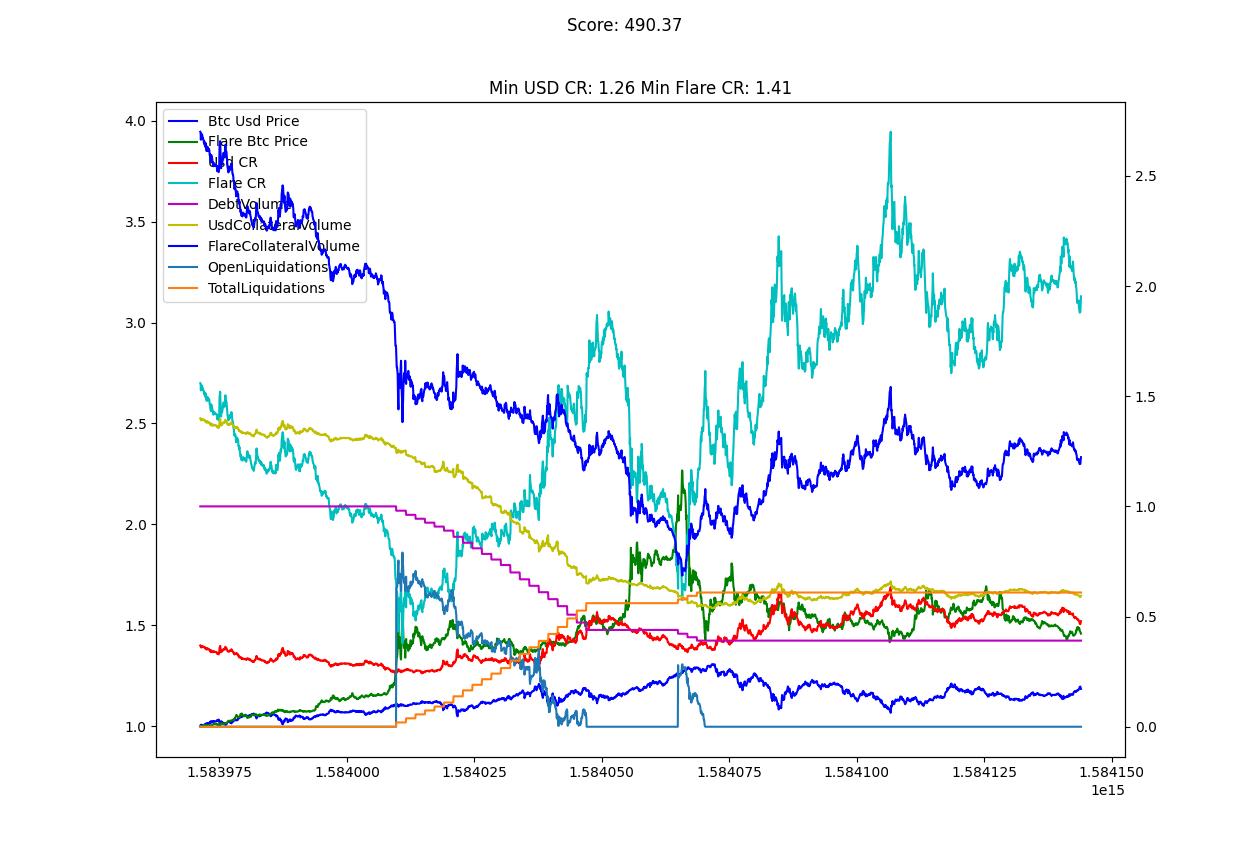 Score: 490.37
Min USD CR: 1.26 Min Flare CR: 1.41
Btc Usd Price
Flare Btc Price
Usd CR
Flare CR
DebtVolume
UsdCollateralVolume
FlareCollateralVolume
OpenLiquidations
TotalLiquidations
4.0
3.5
3.0
2.5
2.0
1.5
1.0
2.5
2.0
1.5
1.0
0.5
0.0
1.583975 1.584000 1.584025 1.584050 1.584075 1.584100 1.584125 1.584150
1e15